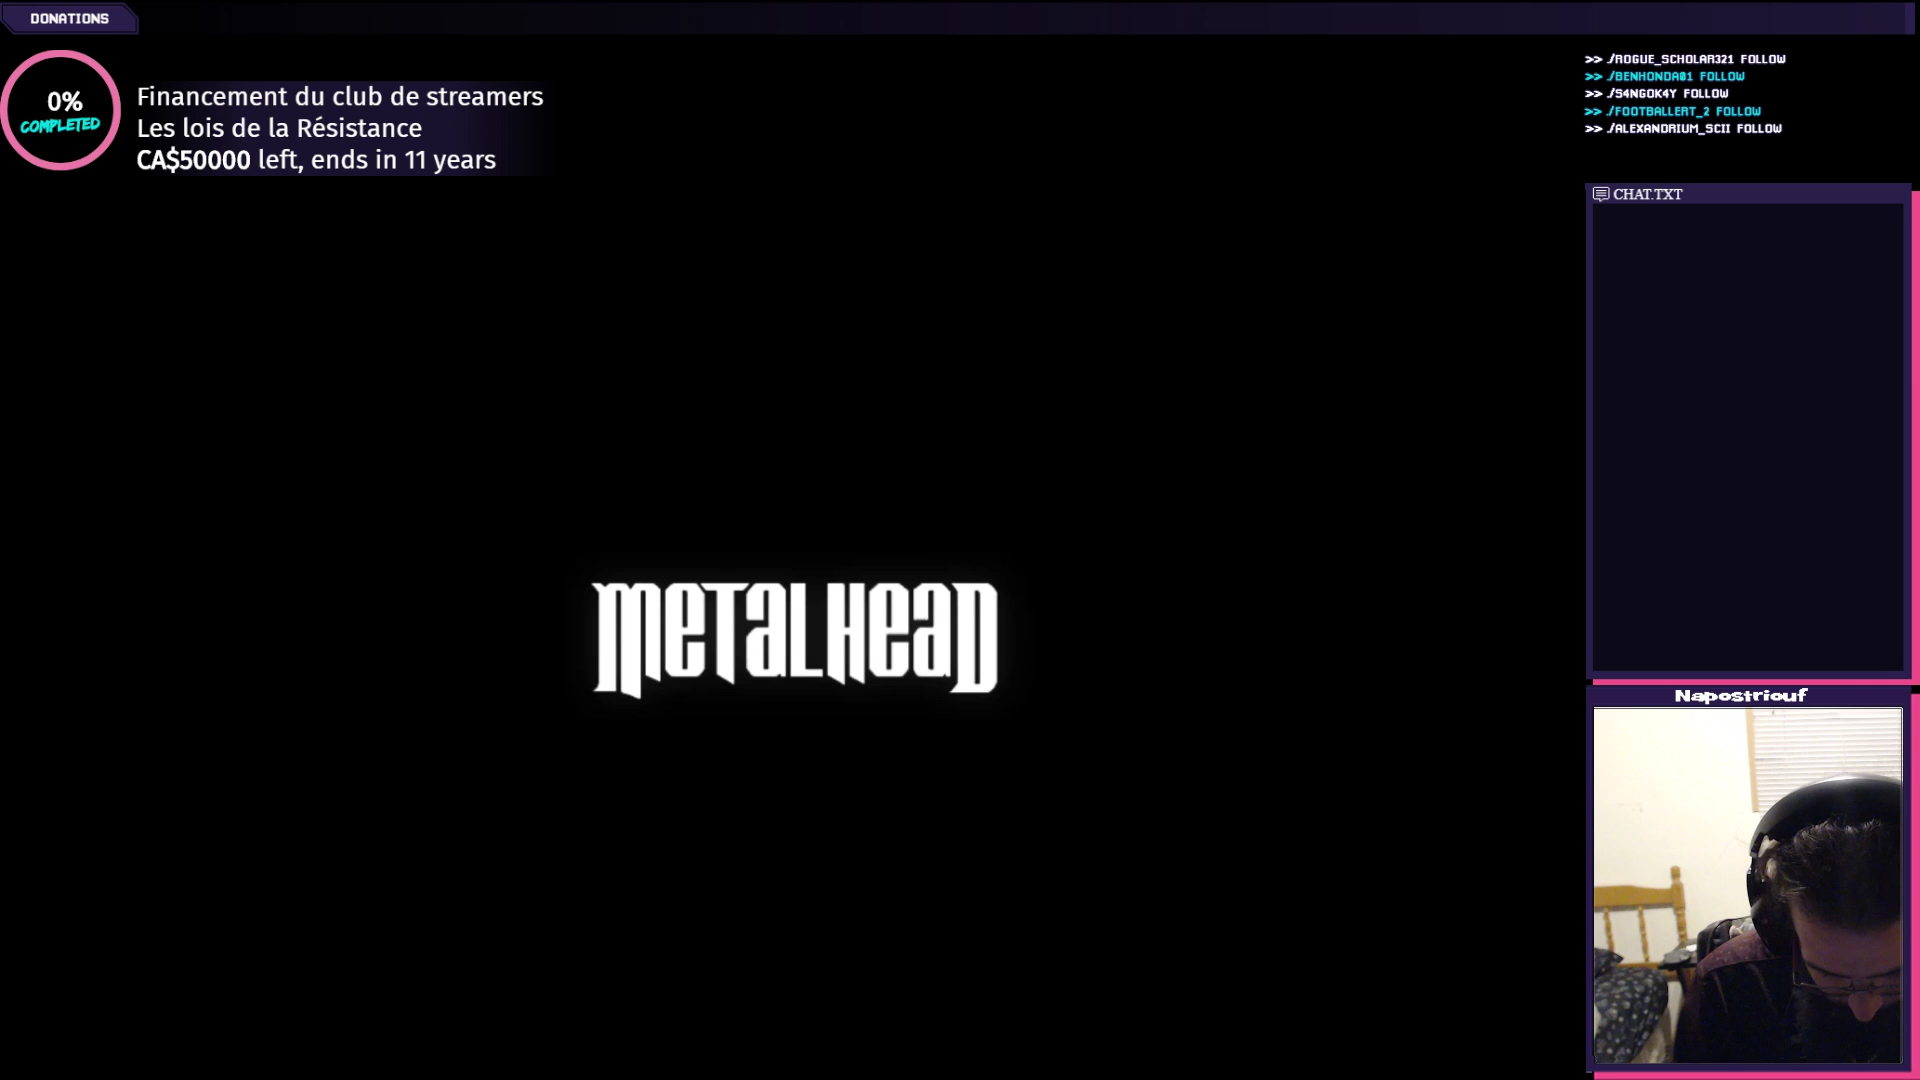 DONATIONS
0%
COMPLETED
Financement du club de streamers
Les lois de la Résistance
CA$50000 left, ends in 11 years
>> ./ROGUE_SCHOLAR321 FOLLOW
>> ./BENHONDA01 FOLLOW
>> ./S4NGOK4Y FOLLOW
>> ./FOOTBALLERT_2 FOLLOW
>> ./ALEXANDRIUM_SCII FOLLOW
CHAT.TXT
METALHEAD
Napostriouf